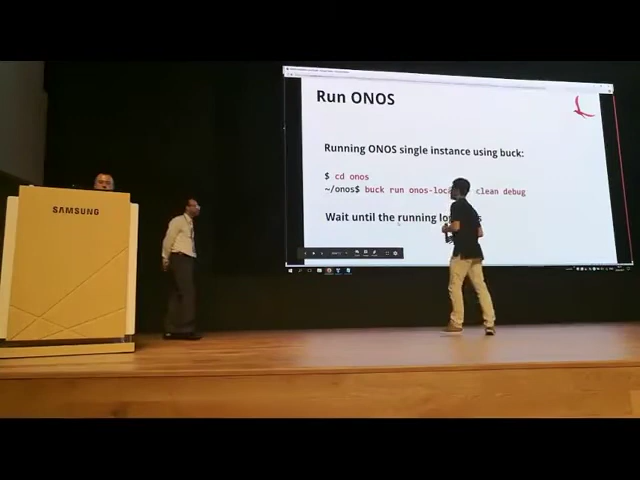 Run ONOS
Running ONOS single instance using buck:
$ cd onos
~/onos$ buck run onos-loc clean debug
Wait until the running lo
SAMSUNG